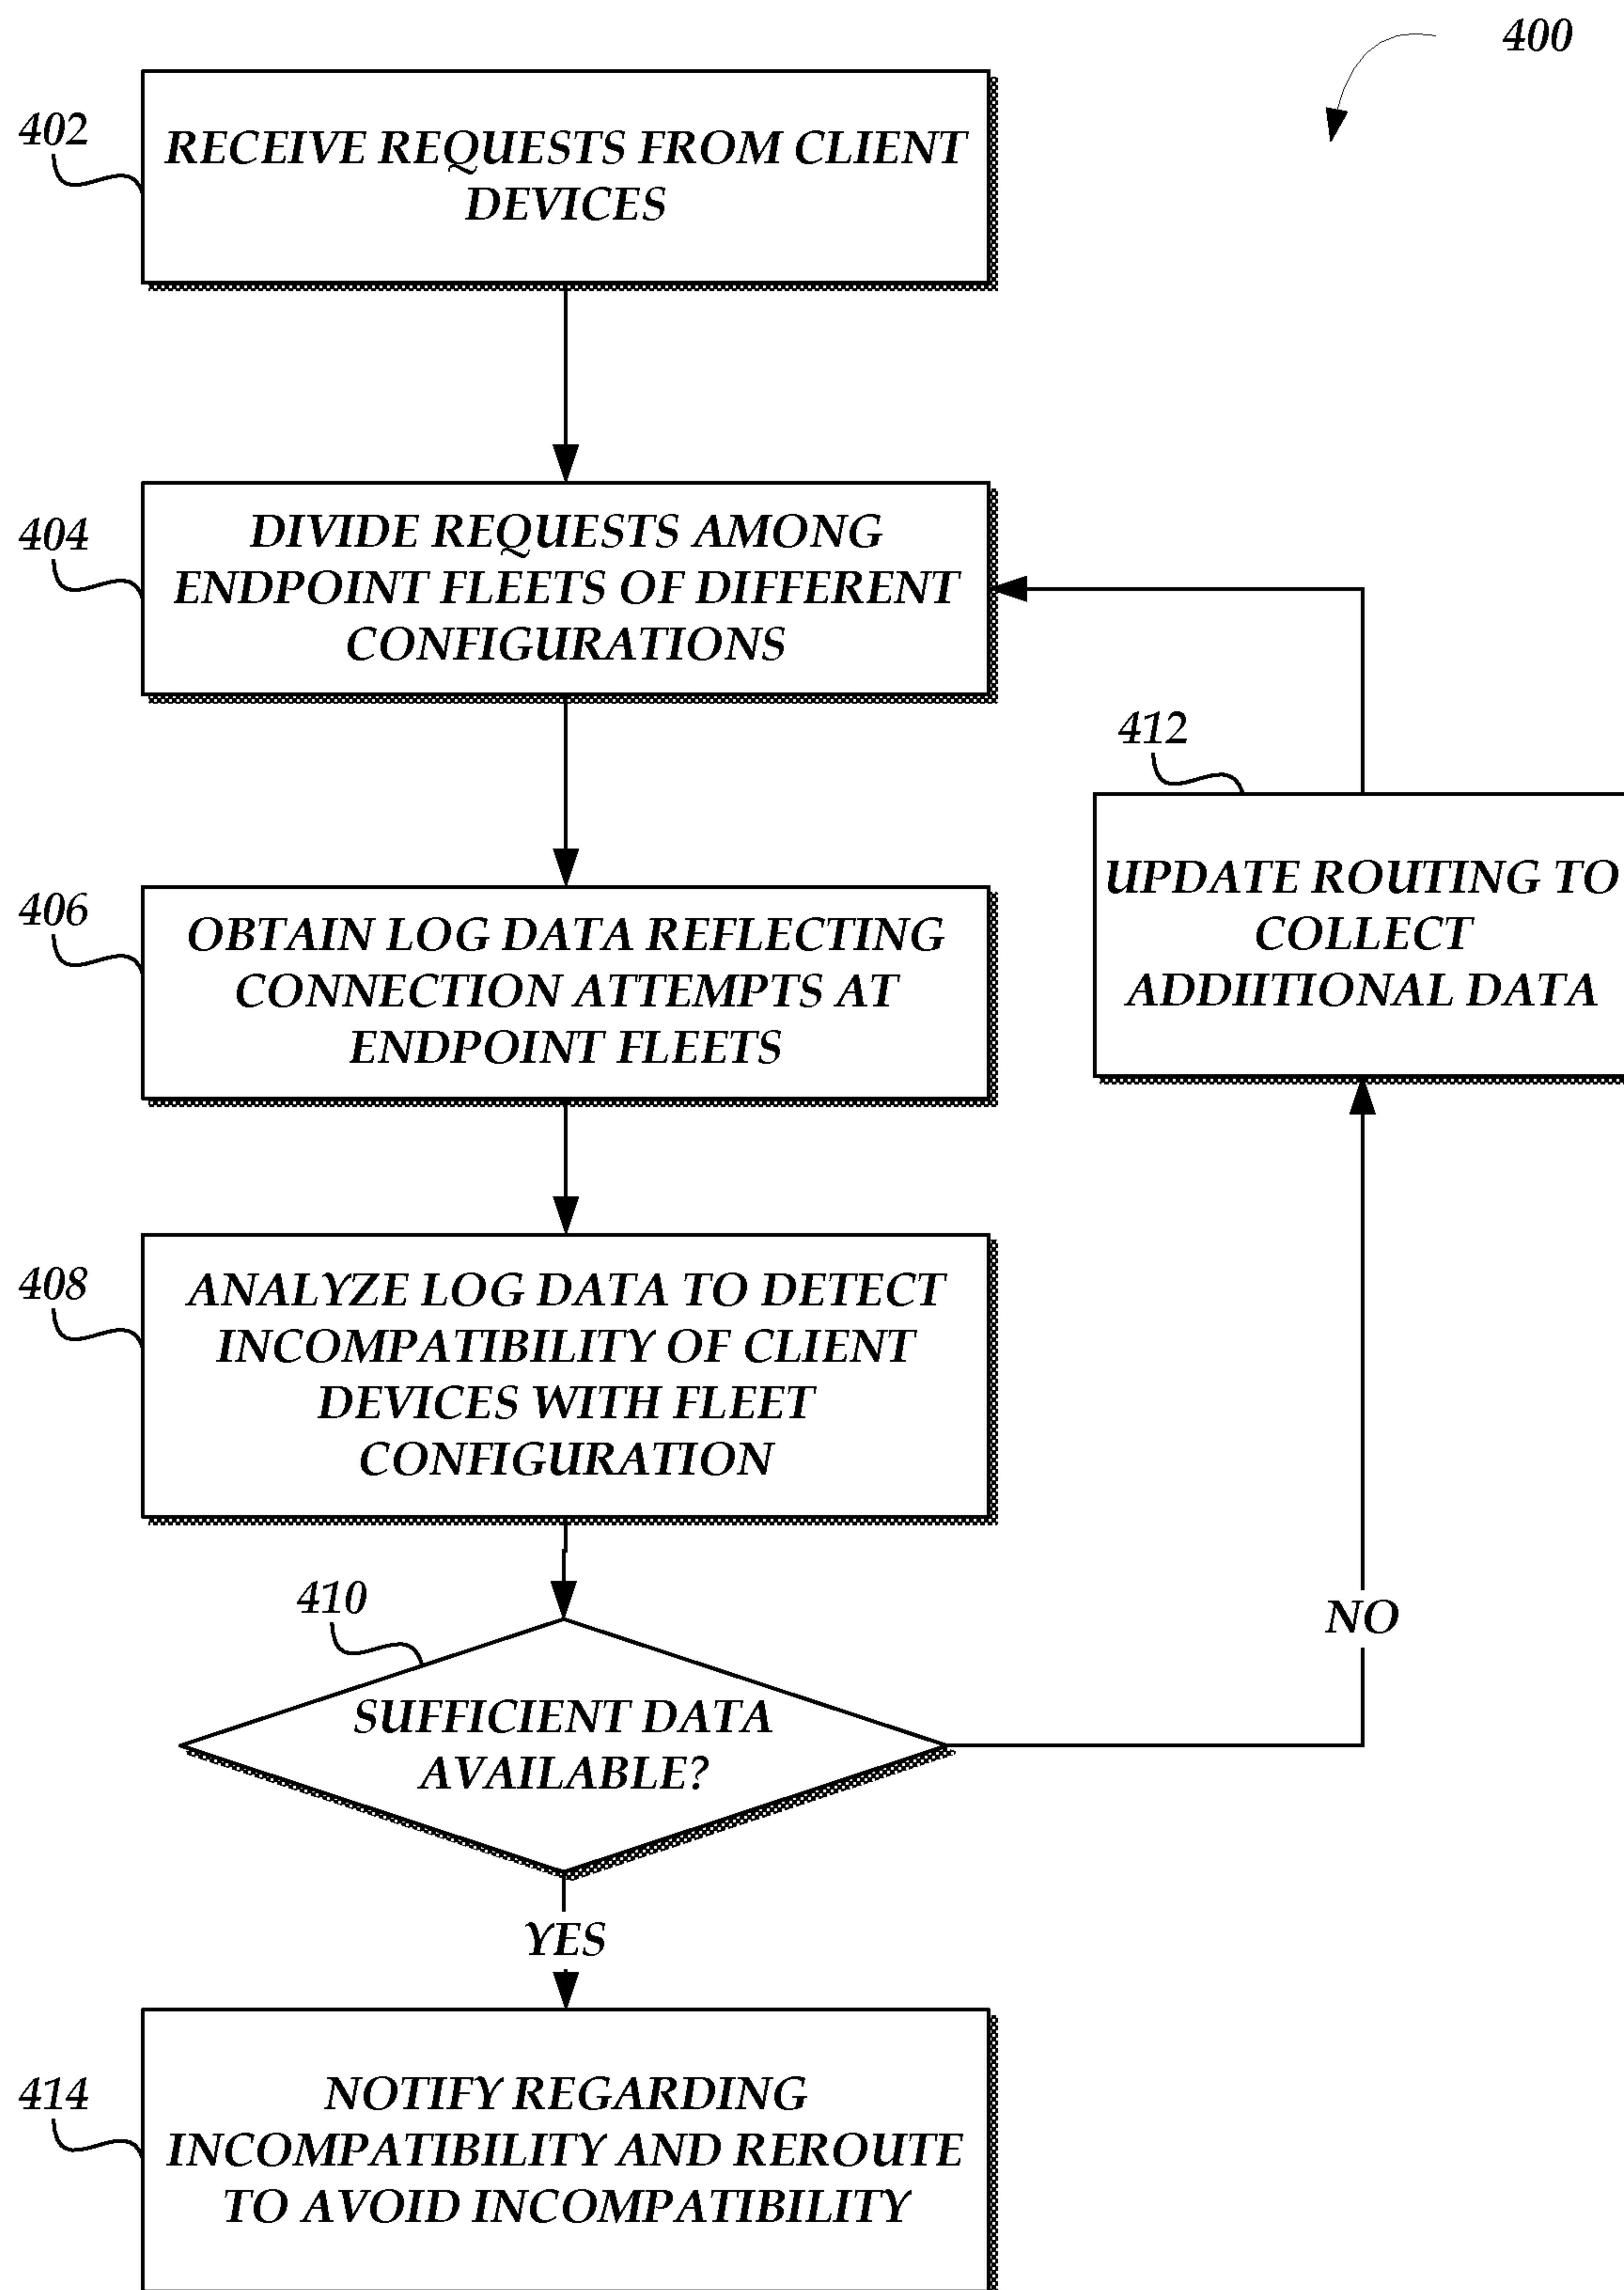 400
402
RECEIVE REQUESTS FROM CLIENT
DEVICES
404
DIVIDE REQUESTS AMONG
ENDPOINT FLEETS OF DIFFERENT
CONFIGURATIONS
412
UPDATE ROUTING TO
COLLECT
ADDIITIONAL DATA
406
OBTAIN LOG DATA REFLECTING
CONNECTION ATTEMPTS AT
ENDPOINT FLEETS
408
ANALYZE LOG DATA TO DETECT
INCOMPATIBILITY OF CLIENT
DEVICES WITH FLEET
CONFIGURATION
410
SUFFICIENT DATA
AVAILABLE?
NO
YES
414
NOTIFY REGARDING
INCOMPATIBILITY AND REROUTE
TO AVOID INCOMPATIBILITY